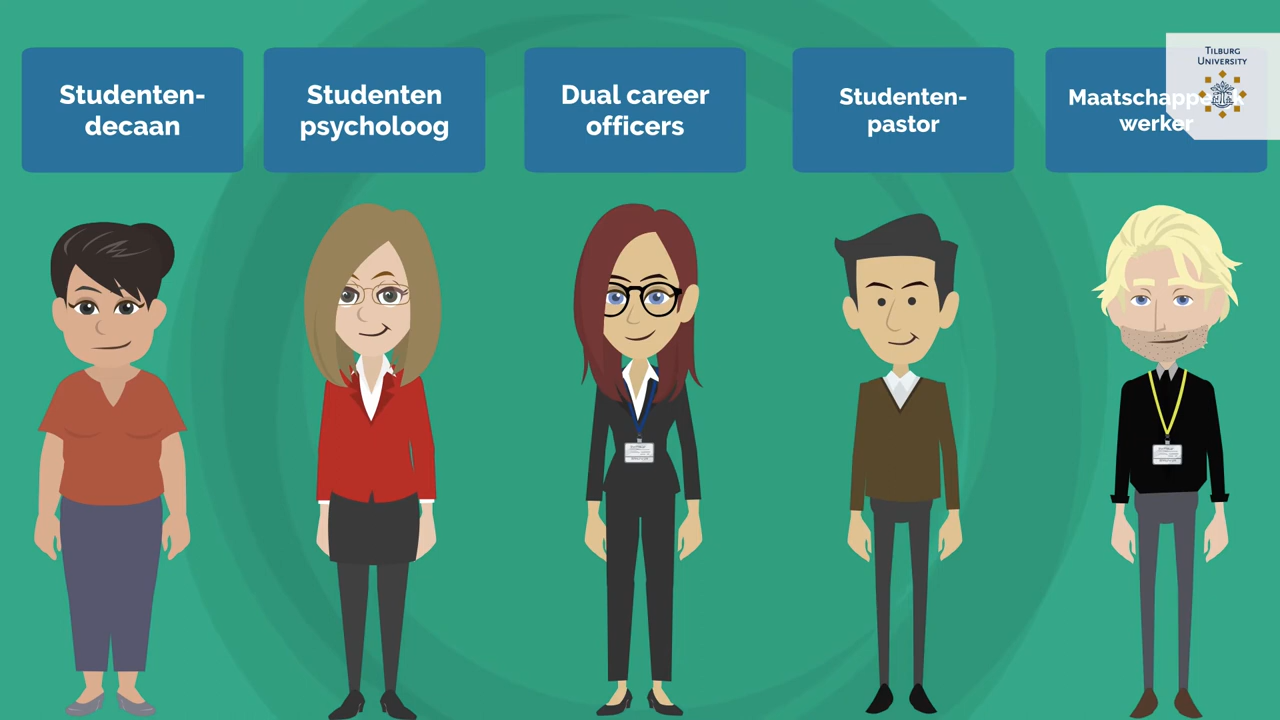 Studenten-
decaan
Studenten
psycholoog
Dual career
officers
Studenten-
pastor
werker
TILBURG
UNIVERSITY